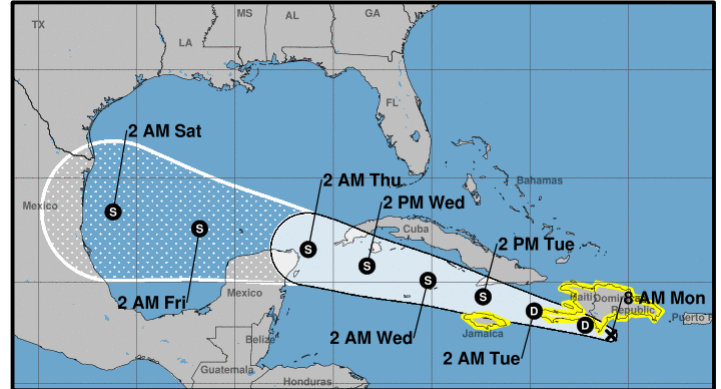 TX
LA
MS
AL
GA
FL
2 AM Sat
2 AM Thu
Bahamas
Mexico
S
S
2 PM Wed
Cuba
S
S
2 PM Tue
S
S
2 AM Fri
Mexico
Haiti
Dominican
8 AM Mon
Republic
D
D
Puerto R
Jamaica
2 AM Wed
Belize
2 AM Tue
Guatemala
Honduras